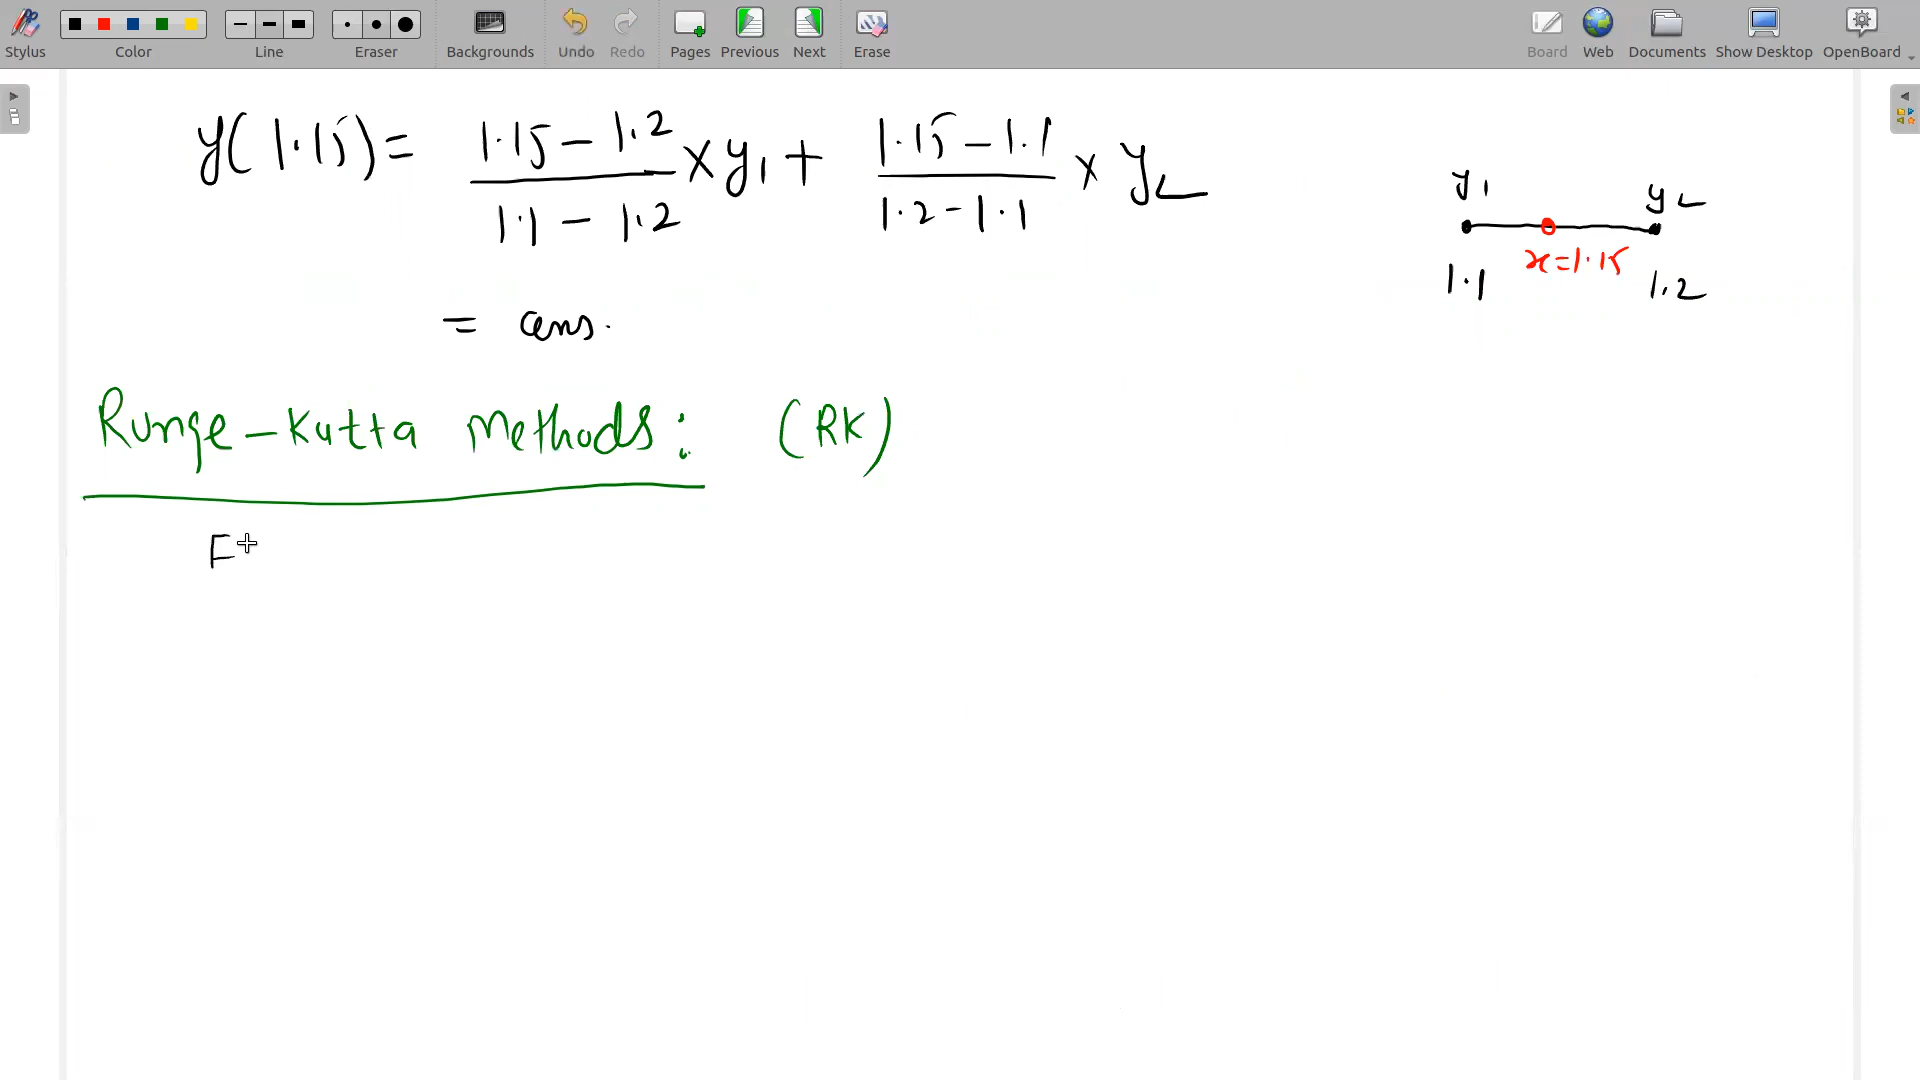 Stylus Color Line Eraser Backgrounds Undo Redo Pages Previous Next Erase Board Web Documents Show Desktop OpenBoard
y(1.15) = (1.15 - 1.2)/(1.1 - 1.2) × y₁ + (1.15 - 1.1)/(1.2 - 1.1) × y₂
y₁ y₂
x=1.15
1.1 1.2
= ans.
Runge-Kutta Methods: (RK)
E